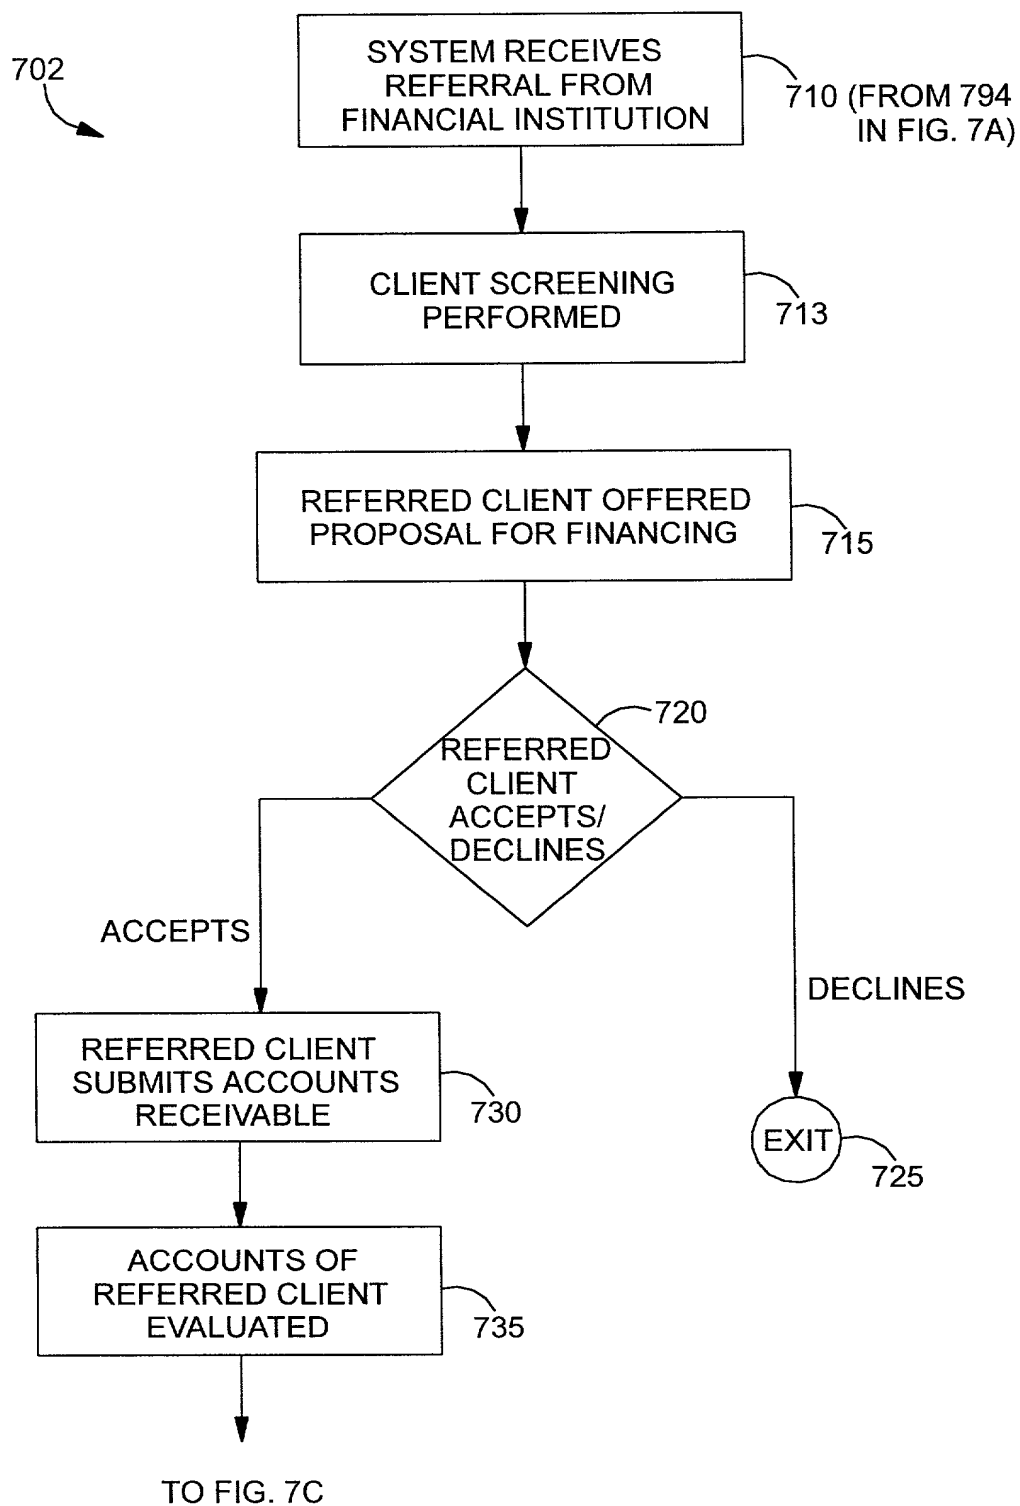 702
SYSTEM RECEIVES
REFERRAL FROM
FINANCIAL INSTITUTION
710 (FROM 794
IN FIG. 7A)
CLIENT SCREENING
PERFORMED
713
REFERRED CLIENT OFFERED
PROPOSAL FOR FINANCING
715
720
REFERRED
CLIENT
ACCEPTS/
DECLINES
ACCEPTS
DECLINES
REFERRED CLIENT
SUBMITS ACCOUNTS
RECEIVABLE
730
EXIT
725
ACCOUNTS OF
REFERRED CLIENT
EVALUATED
735
TO FIG. 7C